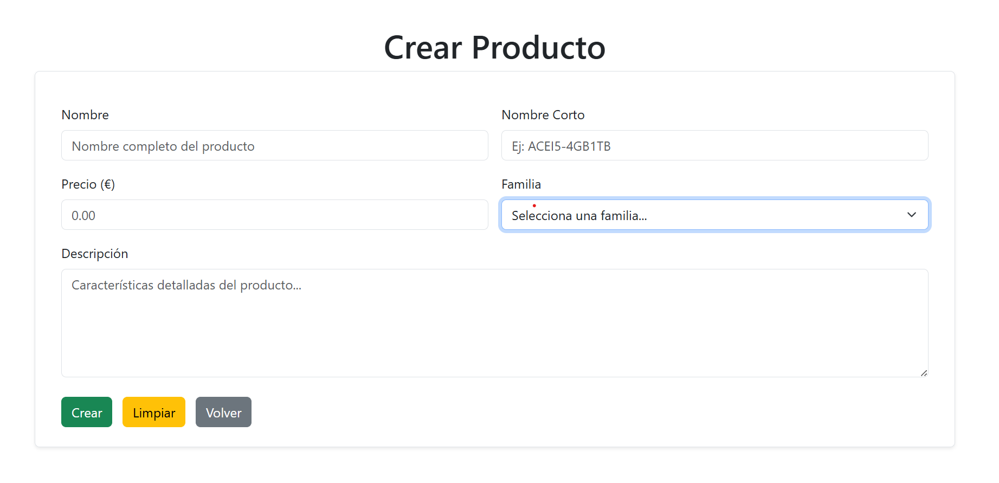 Crear Producto
Nombre
Nombre completo del producto
Nombre Corto
Ej: ACEI5-4GB1TB
Precio (€)
0.00
Familia
Selecciona una familia...
Descripción
Características detalladas del producto...
Crear
Limpiar
Volver